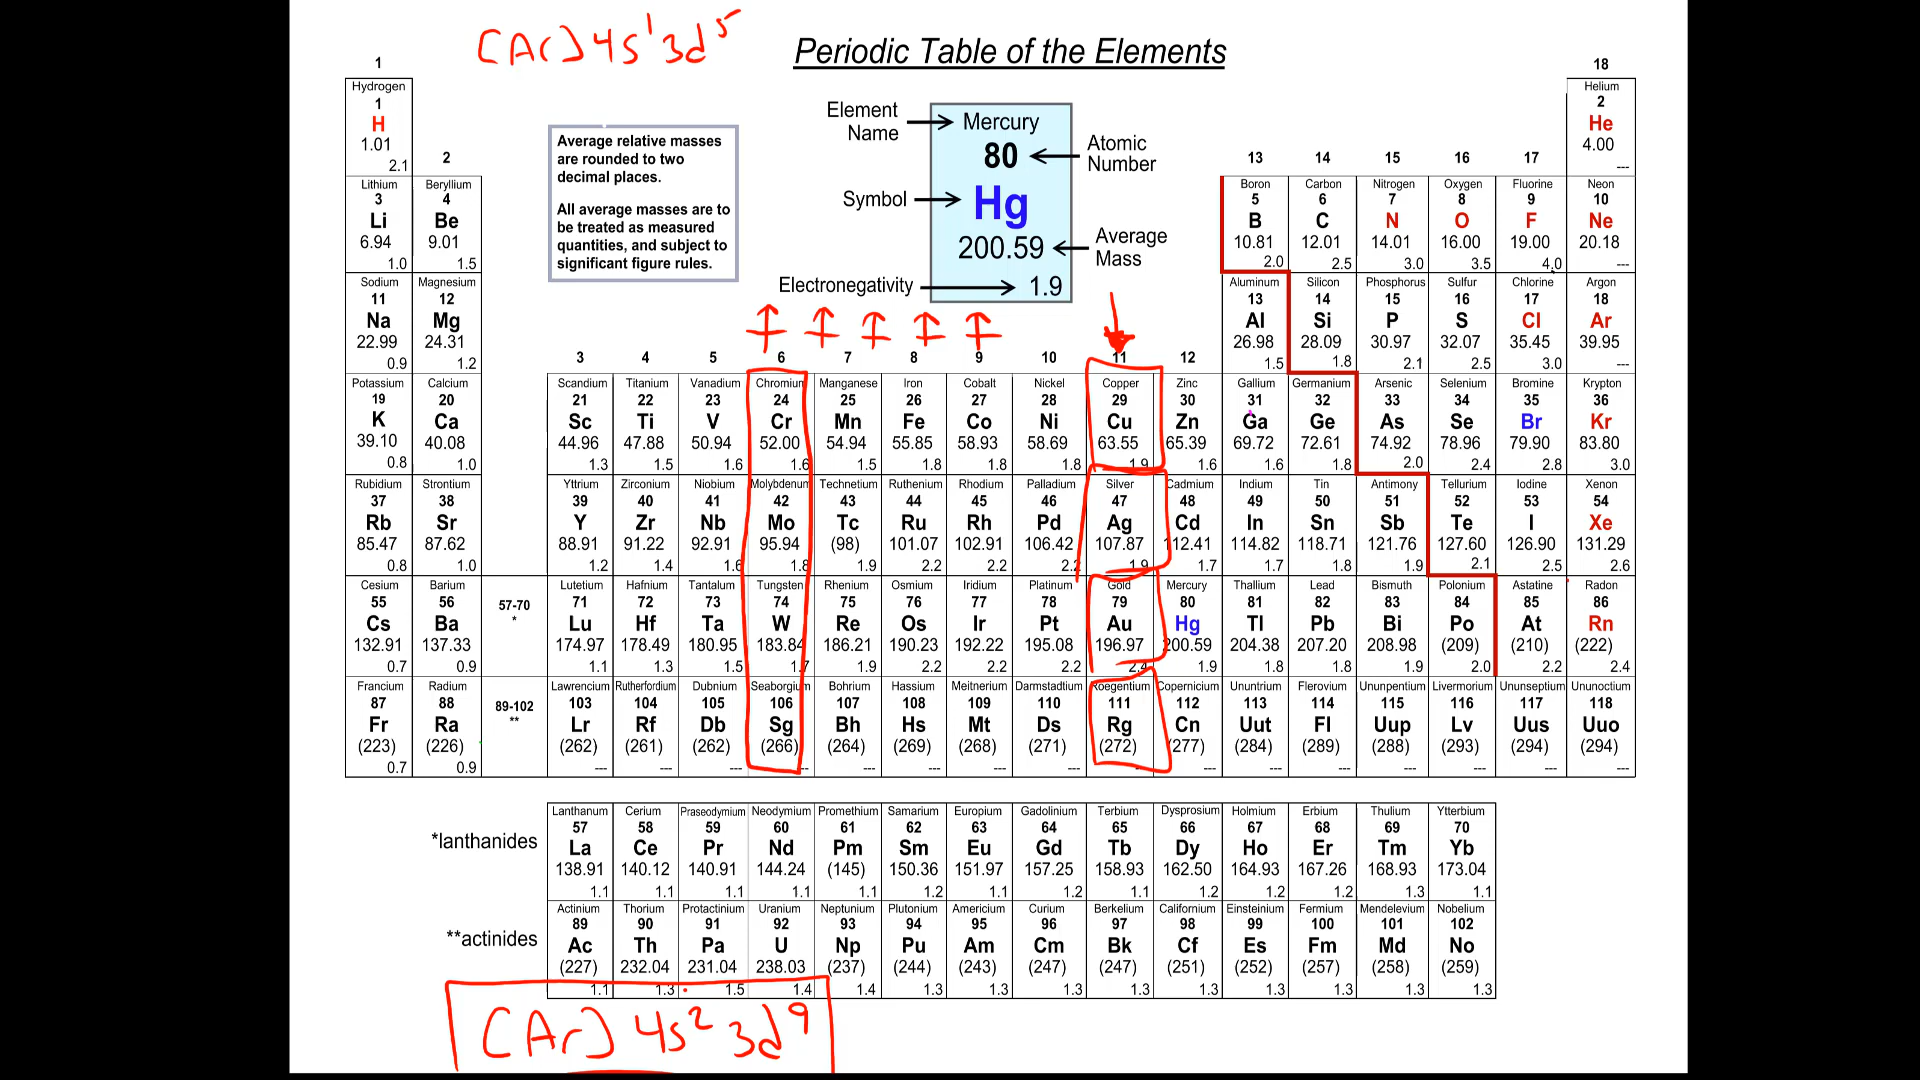 [Ar] 4s¹ 3d⁵
Periodic Table of the Elements
1 18
Hydrogen Helium
1 2
H He
1.01 4.00
2.1 ---
2 13 14 15 16 17
Element Name
Mercury
80
Hg
200.59
1.9
Atomic Number
Symbol
Average Mass
Electronegativity
Average relative masses
are rounded to two
decimal places.
All average masses are to
be treated as measured
quantities, and subject to
significant figure rules.
Lithium Beryllium Boron Carbon Nitrogen Oxygen Fluorine Neon
3 4 5 6 7 8 9 10
Li Be B C N O F Ne
6.94 9.01 10.81 12.01 14.01 16.00 19.00 20.18
1.0 1.5 2.0 2.5 3.0 3.5 4.0 ---
Sodium Magnesium Aluminum Silicon Phosphorus Sulfur Chlorine Argon
11 12 13 14 15 16 17 18
Na Mg Al Si P S Cl Ar
22.99 24.31 26.98 28.09 30.97 32.07 35.45 39.95
0.9 1.2 1.5 1.8 2.1 2.5 3.0 ---
3 4 5 6 7 8 9 10 11 12
Potassium Calcium Scandium Titanium Vanadium Chromium Manganese Iron Cobalt Nickel Copper Zinc Gallium Germanium Arsenic Selenium Bromine Krypton
19 20 21 22 23 24 25 26 27 28 29 30 31 32 33 34 35 36
K Ca Sc Ti V Cr Mn Fe Co Ni Cu Zn Ga Ge As Se Br Kr
39.10 40.08 44.96 47.88 50.94 52.00 54.94 55.85 58.93 58.69 63.55 65.39 69.72 72.61 74.92 78.96 79.90 83.80
0.8 1.0 1.3 1.5 1.6 1.6 1.5 1.8 1.8 1.8 1.9 1.6 1.6 1.8 2.0 2.4 2.8 3.0
Rubidium Strontium Yttrium Zirconium Niobium Molybdenum Technetium Ruthenium Rhodium Palladium Silver Cadmium Indium Tin Antimony Tellurium Iodine Xenon
37 38 39 40 41 42 43 44 45 46 47 48 49 50 51 52 53 54
Rb Sr Y Zr Nb Mo Tc Ru Rh Pd Ag Cd In Sn Sb Te I Xe
85.47 87.62 88.91 91.22 92.91 95.94 (98) 101.07 102.91 106.42 107.87 112.41 114.82 118.71 121.76 127.60 126.90 131.29
0.8 1.0 1.2 1.4 1.6 1.8 1.9 2.2 2.2 2.2 1.9 1.7 1.7 1.8 1.9 2.1 2.5 2.6
Cesium Barium Lutetium Hafnium Tantalum Tungsten Rhenium Osmium Iridium Platinum Gold Mercury Thallium Lead Bismuth Polonium Astatine Radon
55 56 57-70 71 72 73 74 75 76 77 78 79 80 81 82 83 84 85 86
Cs Ba * Lu Hf Ta W Re Os Ir Pt Au Hg Tl Pb Bi Po At Rn
132.91 137.33 174.97 178.49 180.95 183.84 186.21 190.23 192.22 195.08 196.97 200.59 204.38 207.20 208.98 (209) (210) (222)
0.7 0.9 1.1 1.3 1.5 1.7 1.9 2.2 2.2 2.2 2.4 1.9 1.8 1.8 1.9 2.0 2.2 2.4
Francium Radium Lawrencium Rutherfordium Dubnium Seaborgium Bohrium Hassium Meitnerium Darmstadtium Roegentium Copernicium Ununtrium Flerovium Ununpentium Livermorium Ununseptium Ununoctium
87 88 89-102 103 104 105 106 107 108 109 110 111 112 113 114 115 116 117 118
Fr Ra ** Lr Rf Db Sg Bh Hs Mt Ds Rg Cn Uut Fl Uup Lv Uus Uuo
(223) (226) (262) (261) (262) (266) (264) (269) (268) (271) (272) (277) (284) (289) (288) (293) (294) (294)
0.7 0.9 --- --- --- --- --- --- --- --- --- --- --- --- --- --- --- ---
Lanthanum Cerium Praseodymium Neodymium Promethium Samarium Europium Gadolinium Terbium Dysprosium Holmium Erbium Thulium Ytterbium
57 58 59 60 61 62 63 64 65 66 67 68 69 70
*lanthanides La Ce Pr Nd Pm Sm Eu Gd Tb Dy Ho Er Tm Yb
138.91 140.12 140.91 144.24 (145) 150.36 151.97 157.25 158.93 162.50 164.93 167.26 168.93 173.04
1.1 1.1 1.1 1.1 1.1 1.2 1.1 1.2 1.1 1.2 1.2 1.2 1.3 1.1
Actinium Thorium Protactinium Uranium Neptunium Plutonium Americium Curium Berkelium Californium Einsteinium Fermium Mendelevium Nobelium
89 90 91 92 93 94 95 96 97 98 99 100 101 102
**actinides Ac Th Pa U Np Pu Am Cm Bk Cf Es Fm Md No
(227) 232.04 231.04 238.03 (237) (244) (243) (247) (247) (251) (252) (257) (258) (259)
1.1 1.3 1.5 1.4 1.4 1.3 1.3 1.3 1.3 1.3 1.3 1.3 1.3 1.3
[Ar] 4s² 3d⁹